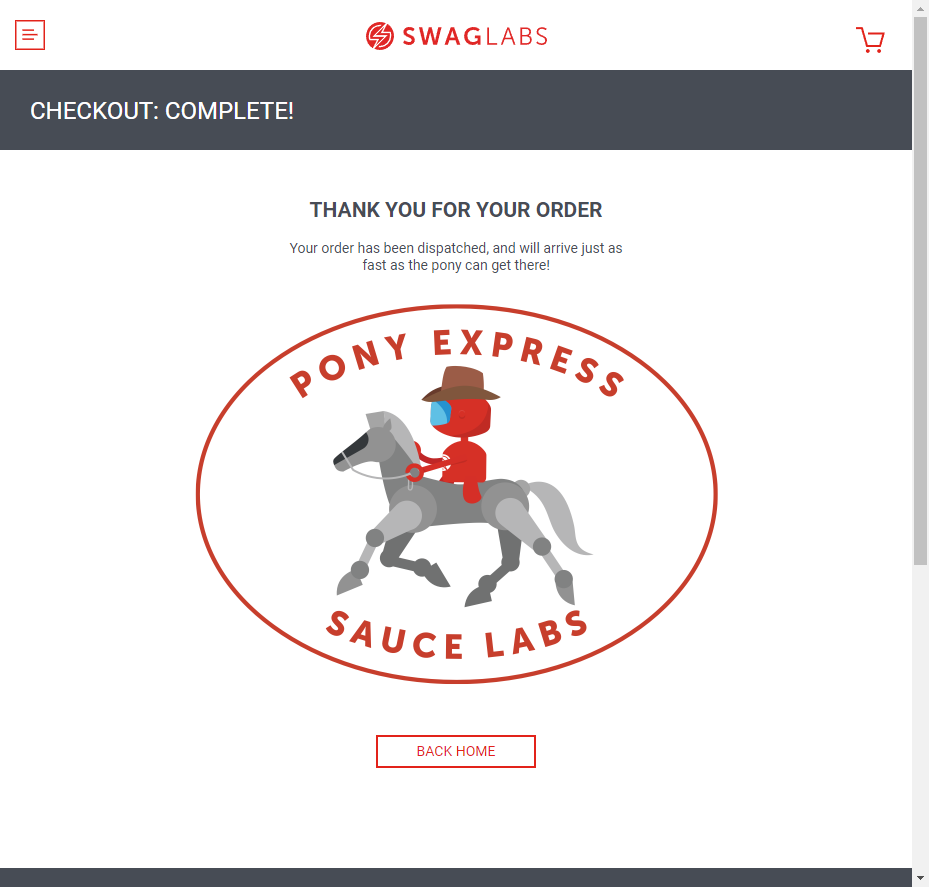 SWAGLABS
CHECKOUT: COMPLETE!
THANK YOU FOR YOUR ORDER
Your order has been dispatched, and will arrive just as
fast as the pony can get there!
PONY EXPRESS
SAUCE LABS
BACK HOME